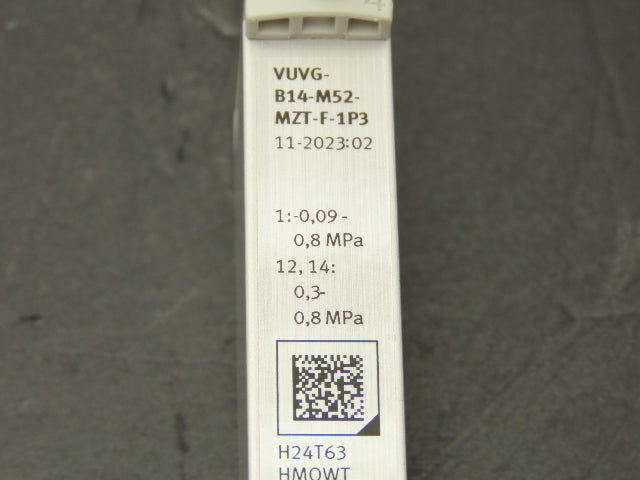 4
VUVG-
B14-M52-
MZT-F-1P3
11-2023:02
1:-0,09 -
0,8 MPa
12, 14:
0,3-
0,8 MPa
H24T63
HMOWT